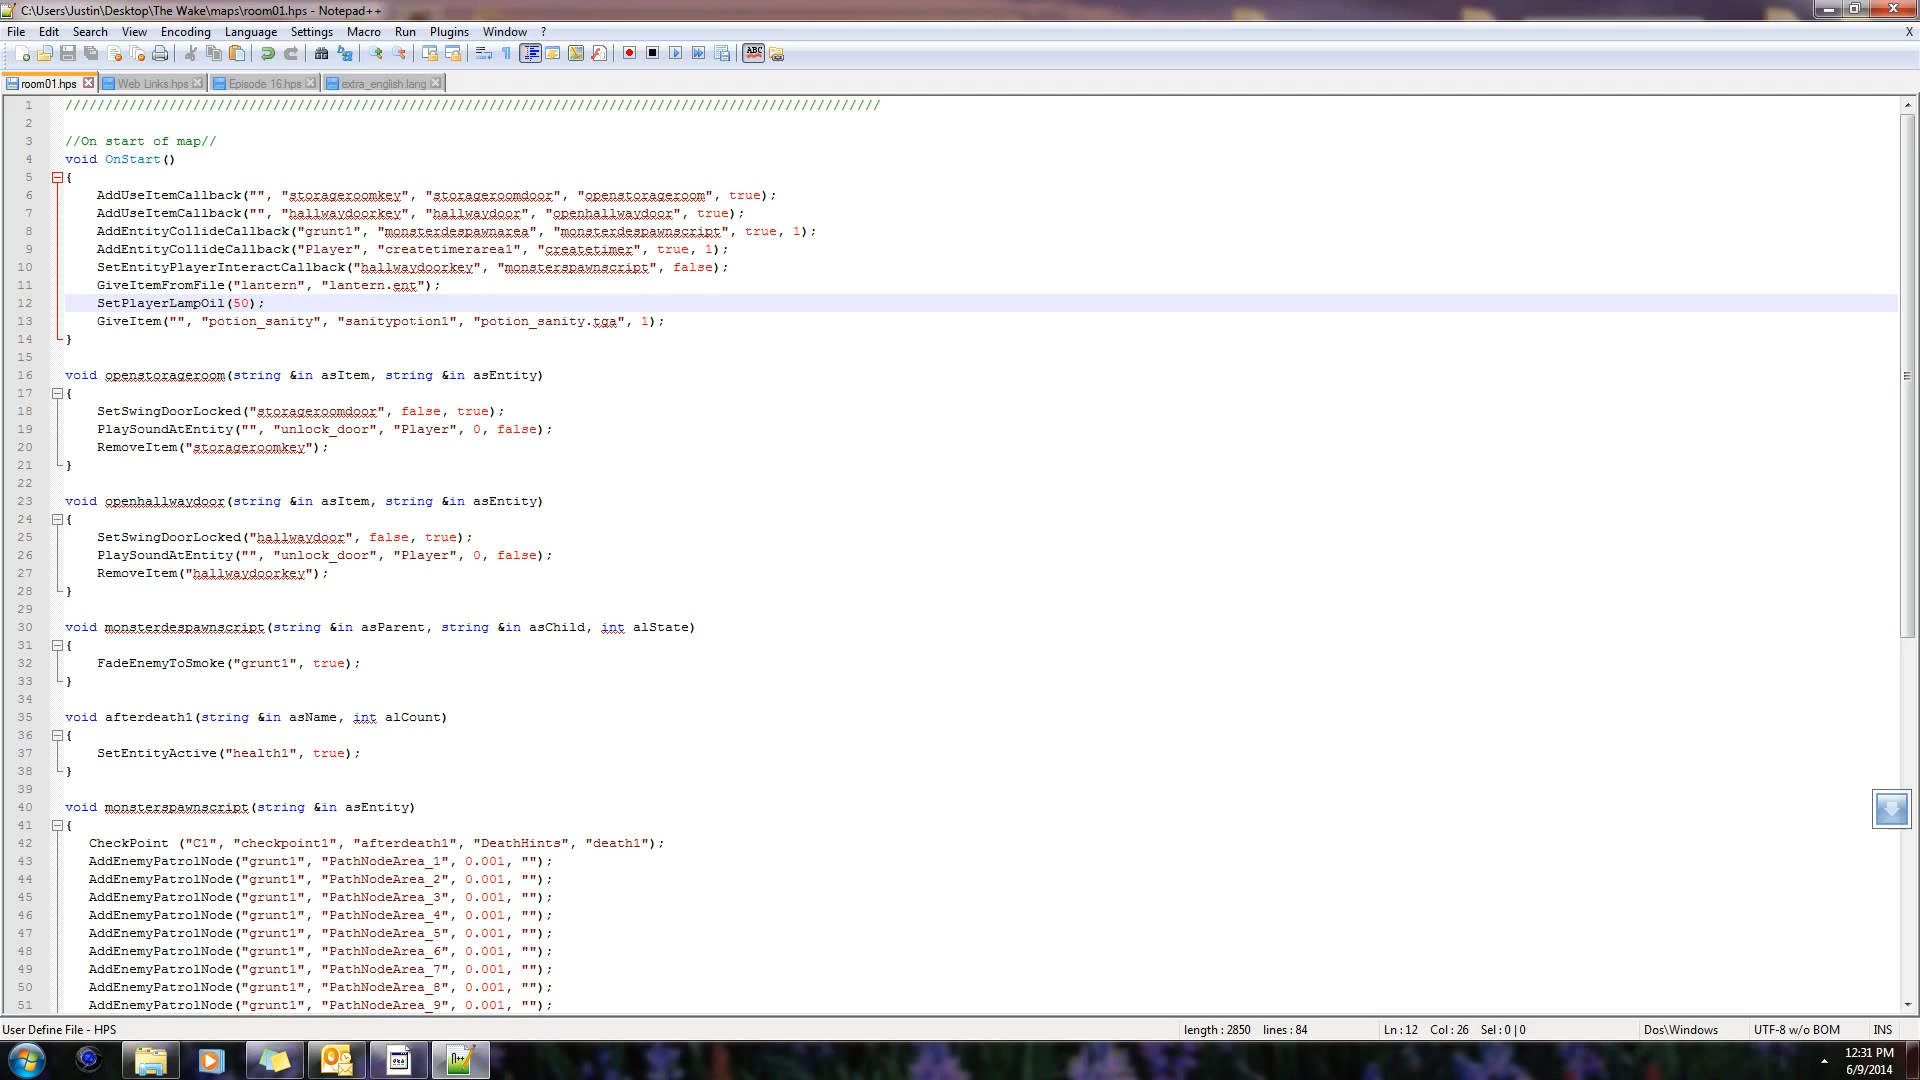 C:\Users\Justin\Desktop\The Wake\maps\room01.hps - Notepad++
File Edit Search View Encoding Language Settings Macro Run Plugins Window ? X
room01.hps Web Links.hps Episode 16.hps extra_english.lang
1 //////////////////////////////////////////////////////////////////////////////////////////////////////
2
3 //On start of map//
4 void OnStart()
5 {
6 AddUseItemCallback("", "storageroomkey", "storageroomdoor", "openstorageroom", true);
7 AddUseItemCallback("", "hallwaydoorkey", "hallwaydoor", "openhallwaydoor", true);
8 AddEntityCollideCallback("grunt1", "monsterdespawnarea", "monsterdespawnscript", true, 1);
9 AddEntityCollideCallback("Player", "createtimerarea1", "createtimer", true, 1);
10 SetEntityPlayerInteractCallback("hallwaydoorkey", "monsterspawnscript", false);
11 GiveItemFromFile("lantern", "lantern.ent");
12 SetPlayerLampOil(50);
13 GiveItem("", "potion_sanity", "sanitypotion1", "potion_sanity.tga", 1);
14 }
15
16 void openstorageroom(string &in asItem, string &in asEntity)
17 {
18 SetSwingDoorLocked("storageroomdoor", false, true);
19 PlaySoundAtEntity("", "unlock_door", "Player", 0, false);
20 RemoveItem("storageroomkey");
21 }
22
23 void openhallwaydoor(string &in asItem, string &in asEntity)
24 {
25 SetSwingDoorLocked("hallwaydoor", false, true);
26 PlaySoundAtEntity("", "unlock_door", "Player", 0, false);
27 RemoveItem("hallwaydoorkey");
28 }
29
30 void monsterdespawnscript(string &in asParent, string &in asChild, int alState)
31 {
32 FadeEnemyToSmoke("grunt1", true);
33 }
34
35 void afterdeath1(string &in asName, int alCount)
36 {
37 SetEntityActive("health1", true);
38 }
39
40 void monsterspawnscript(string &in asEntity)
41 {
42 CheckPoint ("C1", "checkpoint1", "afterdeath1", "DeathHints", "death1");
43 AddEnemyPatrolNode("grunt1", "PathNodeArea_1", 0.001, "");
44 AddEnemyPatrolNode("grunt1", "PathNodeArea_2", 0.001, "");
45 AddEnemyPatrolNode("grunt1", "PathNodeArea_3", 0.001, "");
46 AddEnemyPatrolNode("grunt1", "PathNodeArea_4", 0.001, "");
47 AddEnemyPatrolNode("grunt1", "PathNodeArea_5", 0.001, "");
48 AddEnemyPatrolNode("grunt1", "PathNodeArea_6", 0.001, "");
49 AddEnemyPatrolNode("grunt1", "PathNodeArea_7", 0.001, "");
50 AddEnemyPatrolNode("grunt1", "PathNodeArea_8", 0.001, "");
51 AddEnemyPatrolNode("grunt1", "PathNodeArea_9", 0.001, "");
User Define File - HPS length : 2850 lines : 84 Ln : 12 Col : 26 Sel : 0 | 0 Dos\Windows UTF-8 w/o BOM INS
12:31 PM
6/9/2014